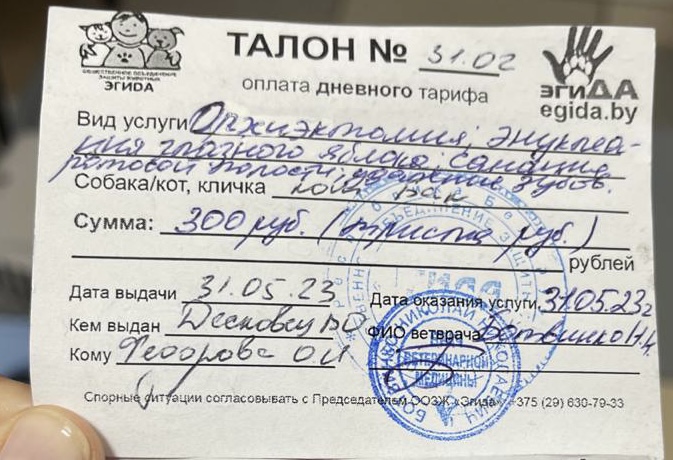 ОБЩЕСТВЕННОЕ ОБЪЕДИНЕНИЕ
ЗАЩИТЫ ЖИВОТНЫХ
ЭГИДА
ТАЛОН № 31.02
оплата дневного тарифа
эгиДА
egida.by
Вид услуги Орхиэктомия, энуклеа-
ция глазного яблока, санация
ротовой полости, удаление зубов.
Собака/кот, кличка кот
Сумма: 300 руб. (триста руб.)
рублей
Дата выдачи 31.05.23
Дата оказания услуги 31.05.23г
Кем выдан
ФИО ветврача
Кому Федорова О.И
ВЕТЕРИНАРНОЙ
МЕДИЦИНЫ
Спорные ситуации согласовывать с Председателем ООЗЖ «Эгида» +375 (29) 630-79-33